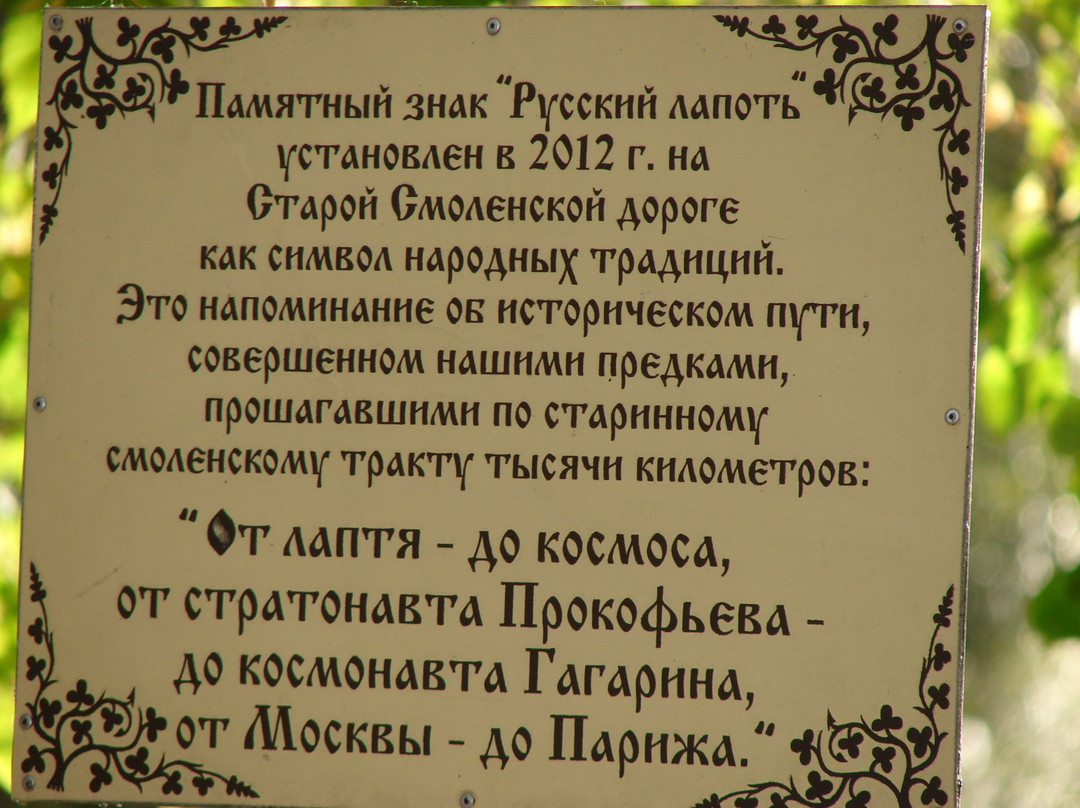 Памятный знак "Русский лапоть"
установлен в 2012 г. на
Старой Смоленской дороге
как символ народных традиций.
Это напоминание об историческом пути,
совершенном нашими предками,
прошагавшими по старинному
смоленскому тракту тысячи километров:
"От лаптя - до космоса,
от стратонавта Прокофьева -
до космонавта Гагарина,
от Москвы - до Парижа."